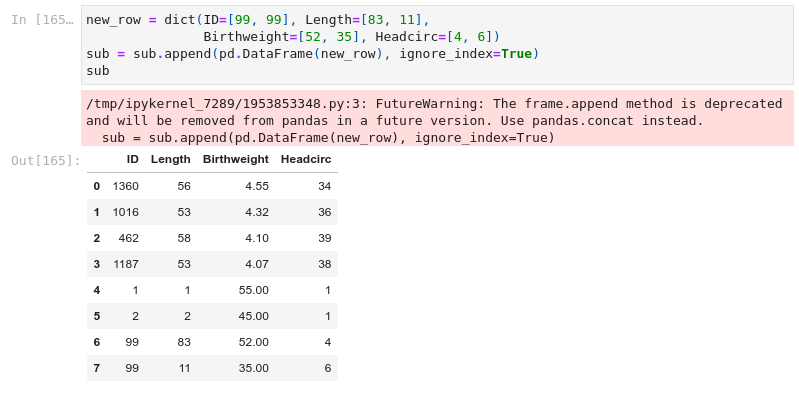 In [165…
new_row = dict(ID=[99, 99], Length=[83, 11],
Birthweight=[52, 35], Headcirc=[4, 6])
sub = sub.append(pd.DataFrame(new_row), ignore_index=True)
sub
/tmp/ipykernel_7289/1953853348.py:3: FutureWarning: The frame.append method is deprecated
and will be removed from pandas in a future version. Use pandas.concat instead.
sub = sub.append(pd.DataFrame(new_row), ignore_index=True)
Out[165]:
ID Length Birthweight Headcirc
0 1360 56 4.55 34
1 1016 53 4.32 36
2 462 58 4.10 39
3 1187 53 4.07 38
4 1 1 55.00 1
5 2 2 45.00 1
6 99 83 52.00 4
7 99 11 35.00 6